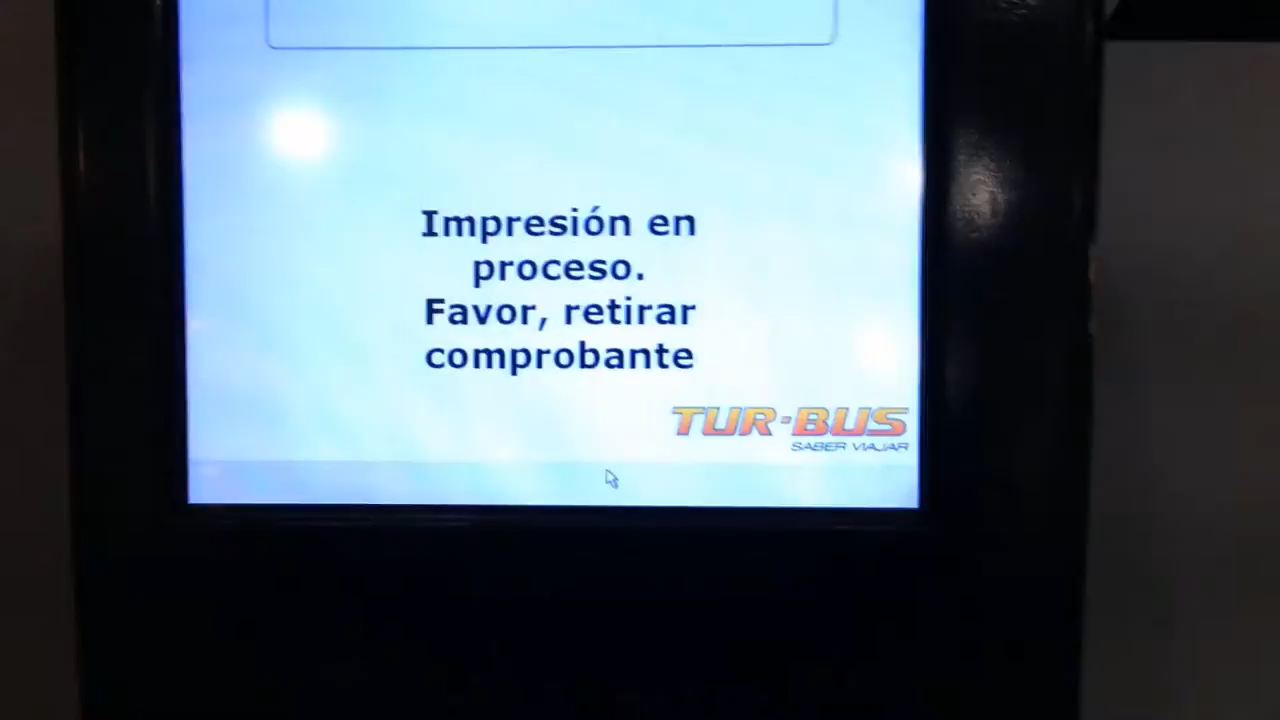 Impresión en
proceso.
Favor, retirar
comprobante
TUR-BUS
SABER VIAJAR